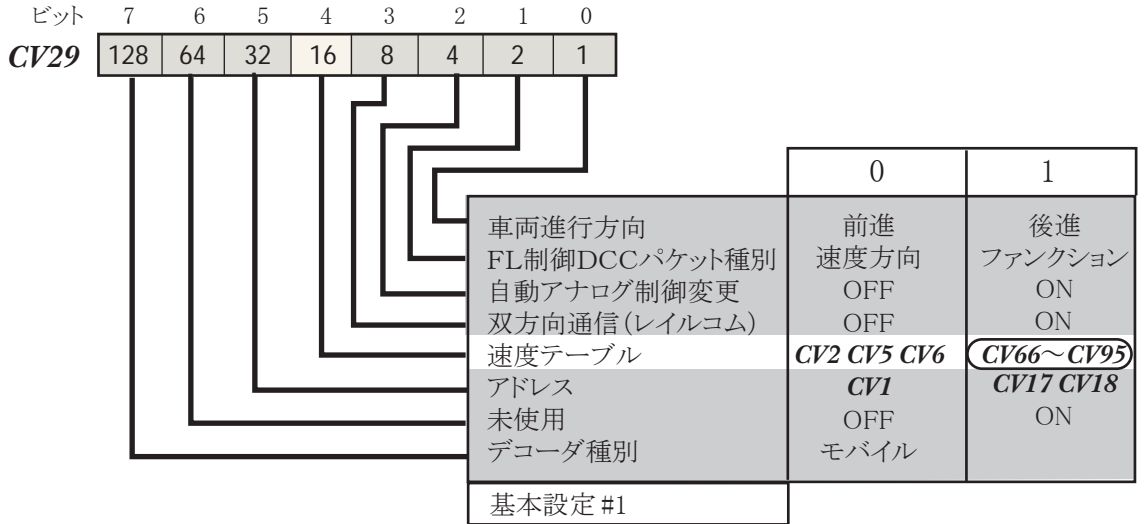 ビット 7 6 5 4 3 2 1 0
CV29 128 64 32 16 8 4 2 1
0 1
車両進行方向 前進 後進
FL制御DCCパケット種別 速度方向 ファンクション
自動アナログ制御変更 OFF ON
双方向通信(レイルコム) OFF ON
速度テーブル CV2 CV5 CV6 CV66～CV95
アドレス CV1 CV17 CV18
未使用 OFF ON
デコーダ種別 モバイル
基本設定 #1